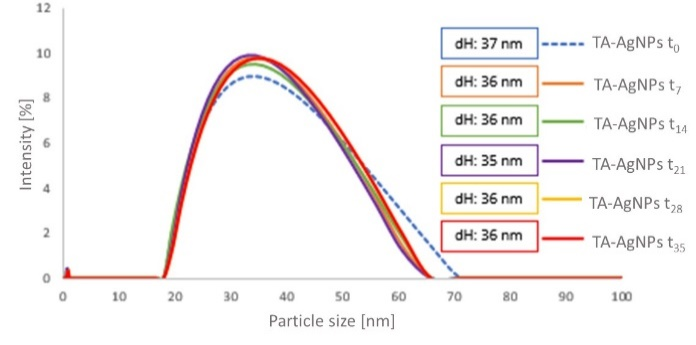 12
10
8
6
4
2
0
Intensity [%]
0 10 20 30 40 50 60 70 80 90 100
Particle size [nm]
dH: 37 nm TA-AgNPs t0
dH: 36 nm TA-AgNPs t7
dH: 36 nm TA-AgNPs t14
dH: 35 nm TA-AgNPs t21
dH: 36 nm TA-AgNPs t28
dH: 36 nm TA-AgNPs t35